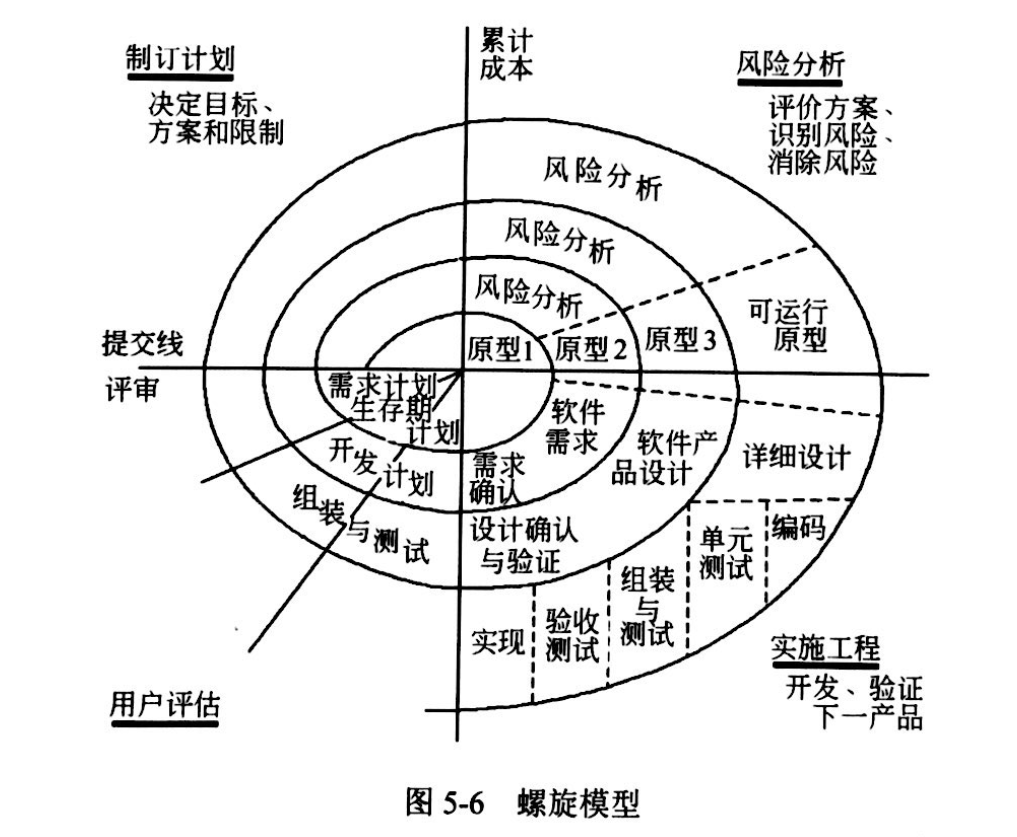 累计
成本
制订计划
决定目标、
方案和限制
风险分析
评价方案、
识别风险、
消除风险
风险分析
风险分析
风险分析
可运行
原型
原型1
原型2
原型3
提交线
评审
需求计划
生存期
计划
开发计划
组装与测试
软件
需求
需求
确认
软件产
品设计
设计确认
与验证
详细设计
编码
单元
测试
组装
与
测试
验收
测试
实现
实施工程
开发、验证
下一产品
用户评估
图 5-6 螺旋模型